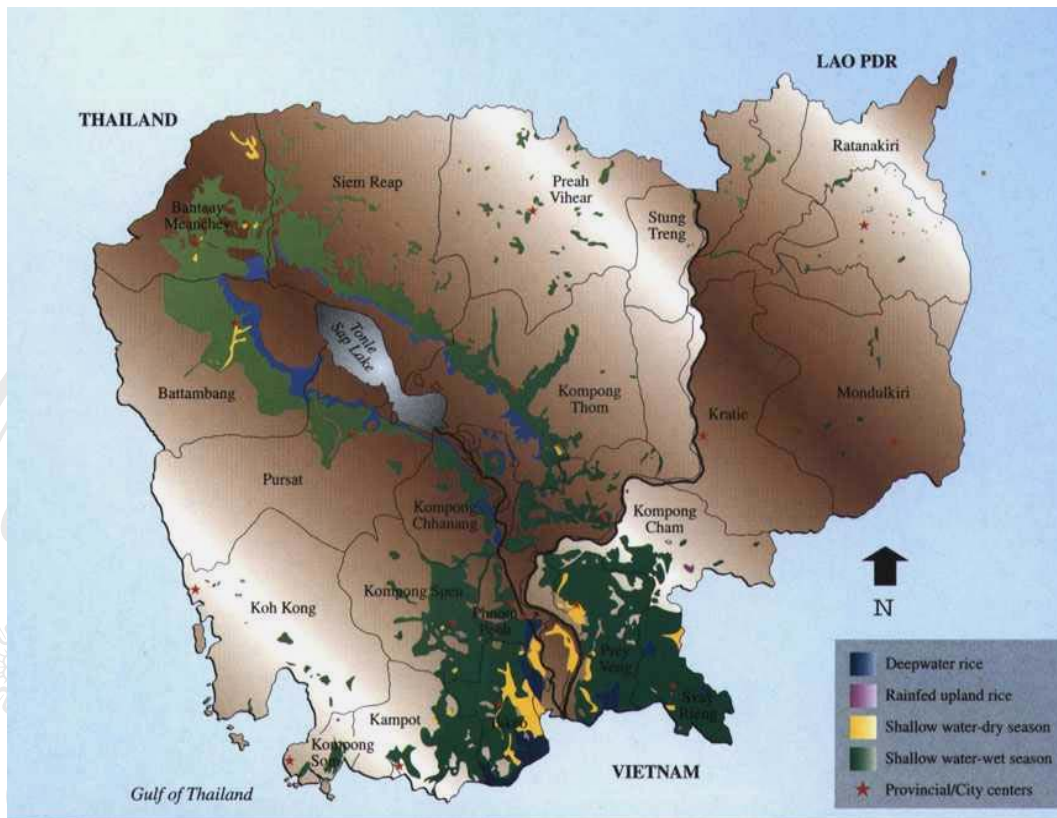 LAO PDR
THAILAND
Ratanakiri
Siem Reap
Preah
Vihear
Bantaay
Meanchey
Stung
Treng
Tonle
Sap Lake
Battambang
Kompong
Thom
Mondulkiri
Kratie
Pursat
Kompong
Chhanang
Kompong
Cham
N
Koh Kong
Kompong Speu
Phnom
Penh
Prey
Veng
Svay
Rieng
Kampot
Kompong
Som
VIETNAM
Gulf of Thailand
Deepwater rice
Rainfed upland rice
Shallow water-dry season
Shallow water-wet season
Provincial/City centers